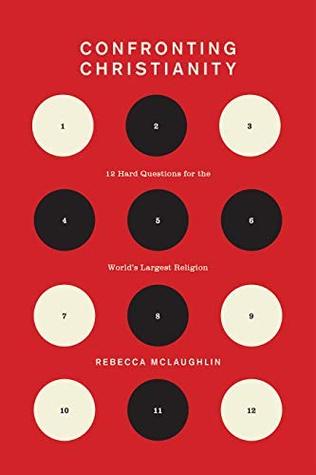 CONFRONTING
CHRISTIANITY
1 2 3
12 Hard Questions for the
4 5 6
World's Largest Religion
7 8 9
REBECCA MCLAUGHLIN
10 11 12